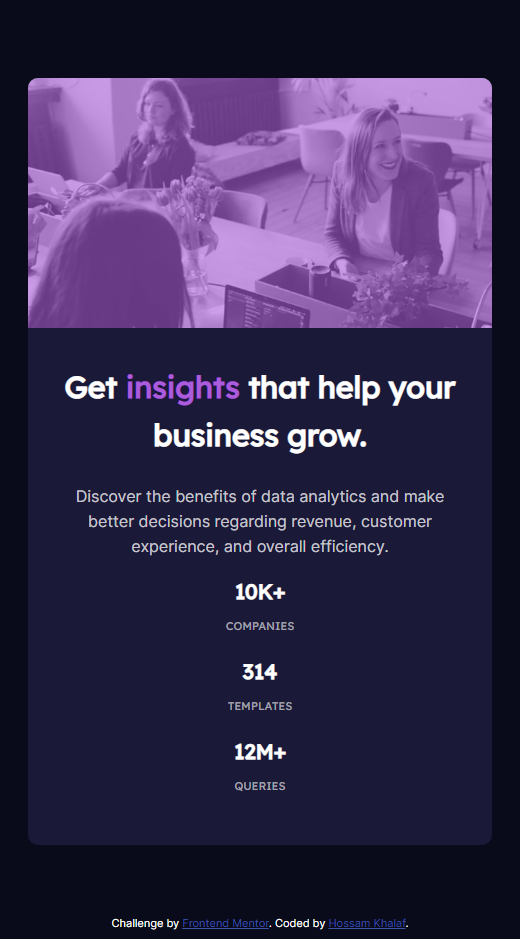 Get insights that help your
business grow.
Discover the benefits of data analytics and make
better decisions regarding revenue, customer
experience, and overall efficiency.
10K+
COMPANIES
314
TEMPLATES
12M+
QUERIES
Challenge by Frontend Mentor. Coded by Hossam Khalaf.